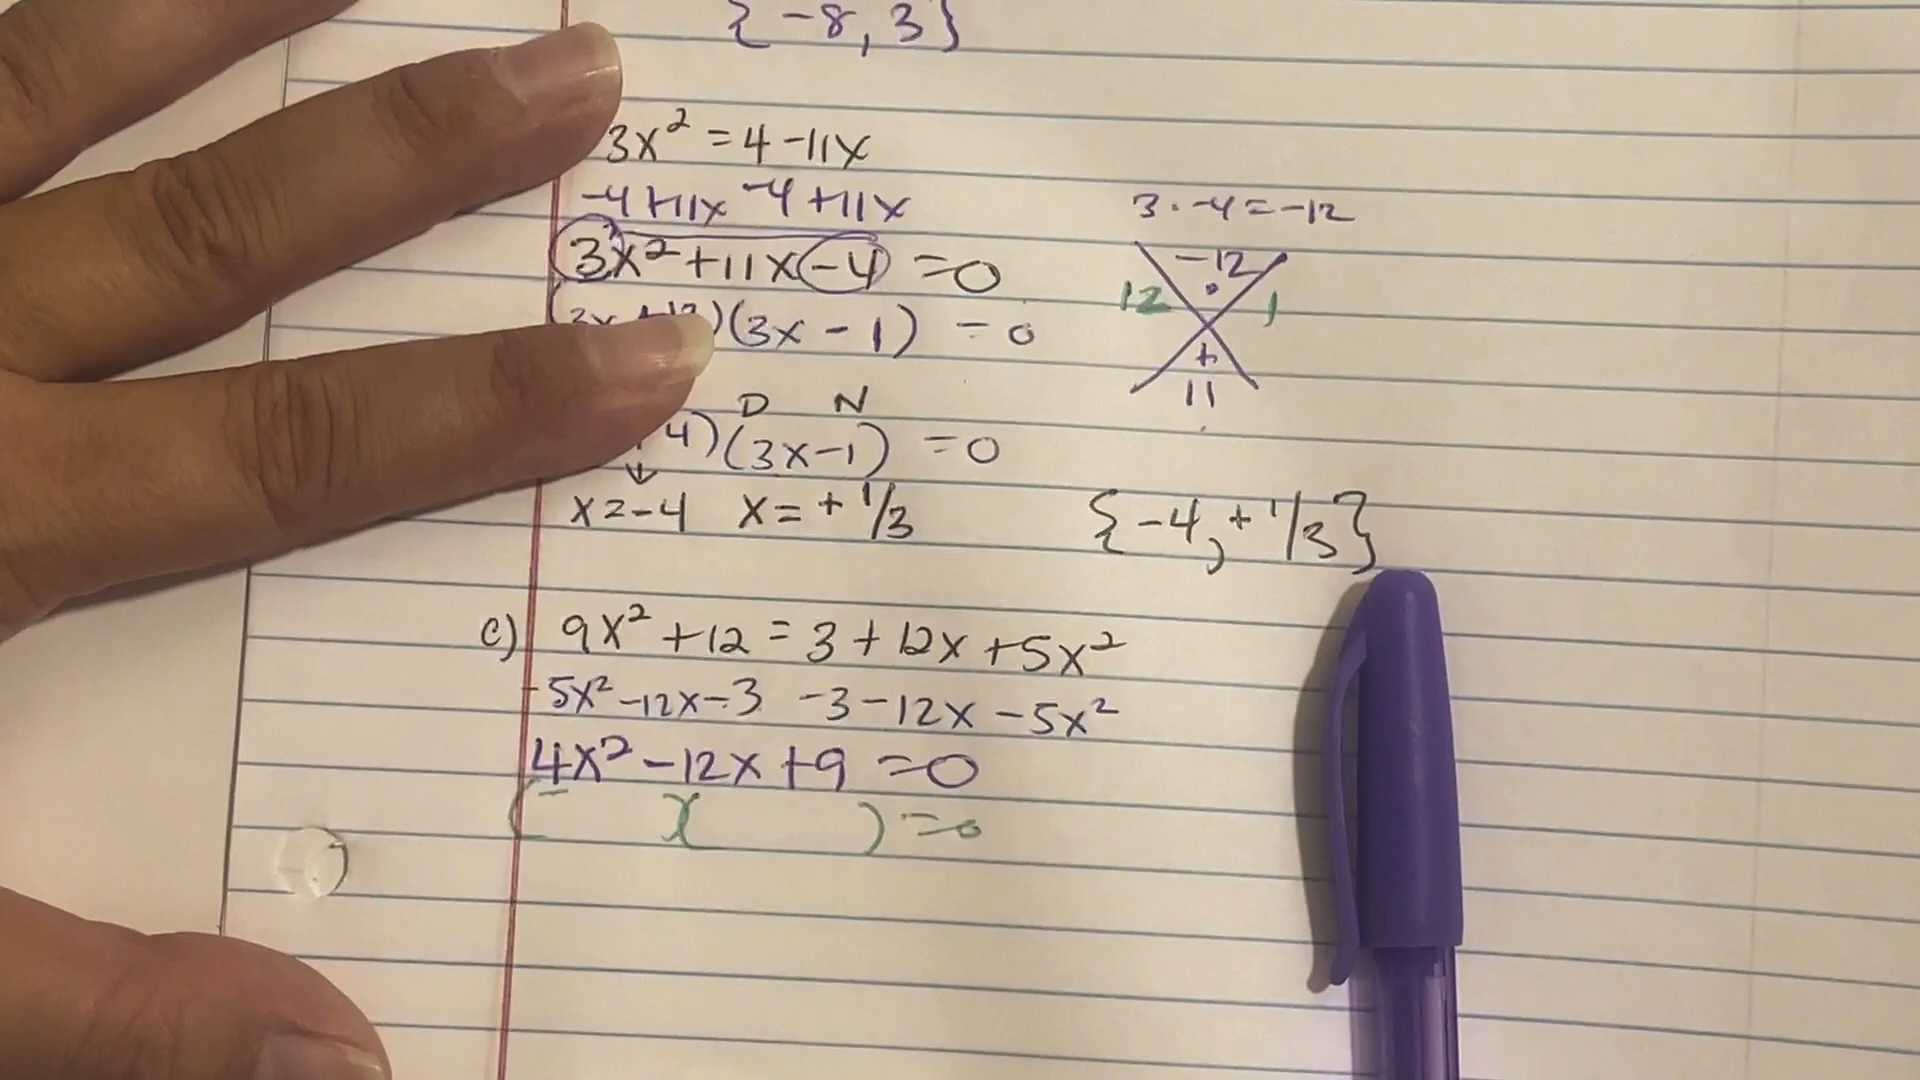 {-8, 3}
3x² = 4 - 11x
-4 + 11x -4 + 11x
3x² + 11x - 4 = 0
(3x + 12)(3x - 1) = 0
D N
4)(3x-1) = 0
x = -4 x = + 1/3
3 · -4 = -12
-12
12 · 1
+
11
{-4, + 1/3}
c) 9x² + 12 = 3 + 12x + 5x²
-5x² - 12x - 3 -3 - 12x - 5x²
4x² - 12x + 9 = 0
( )( ) = 0